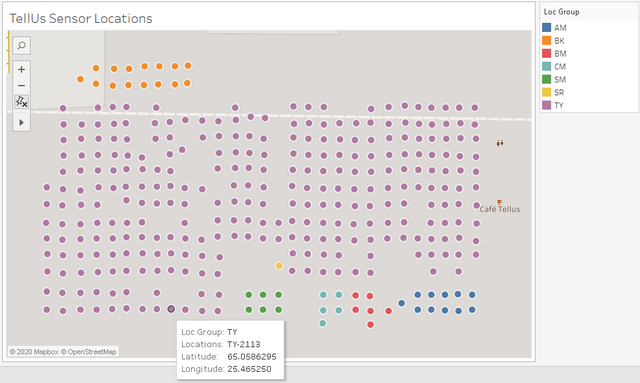 TellUs Sensor Locations
Loc Group
AM
BK
BM
CM
SM
SR
TY
+
−
Café Tellus
Loc Group: TY
Locations: TY-2113
Latitude: 65.0586295
Longitude: 25.465250
© 2020 Mapbox © OpenStreetMap